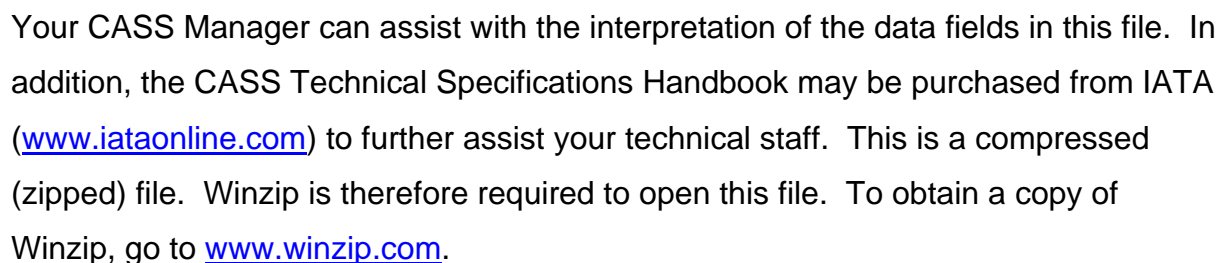 Your CASS Manager can assist with the interpretation of the data fields in this file.  In
addition, the CASS Technical Specifications Handbook may be purchased from IATA
(www.iataonline.com) to further assist your technical staff.  This is a compressed
(zipped) file.  Winzip is therefore required to open this file.  To obtain a copy of
Winzip, go to www.winzip.com.